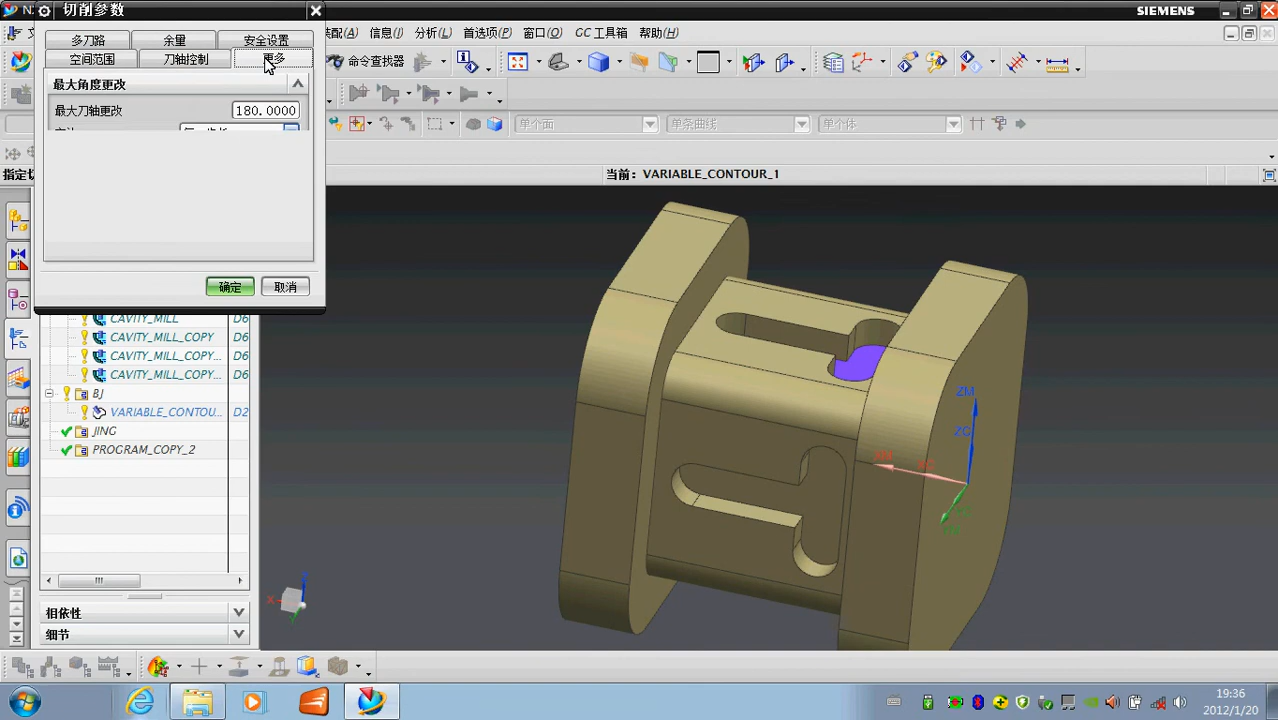 切削参数
SIEMENS
装配(A) 信息(I) 分析(L) 首选项(P) 窗口(O) GC 工具箱 帮助(H)
多刀路 余量 安全设置
空间范围 刀轴控制 更多
命令查找器
最大角度更改
最大刀轴更改 180.0000
单个面 单条曲线 单个体
当前: VARIABLE_CONTOUR_1
确定 取消
CAVITY_MILL D6
CAVITY_MILL_COPY D6
CAVITY_MILL_COPY... D6
CAVITY_MILL_COPY... D6
BJ
VARIABLE_CONTOU... D2
JING
PROGRAM_COPY_2
ZM
ZC
XM XC
X
相依性
细节
19:36
2012/1/20